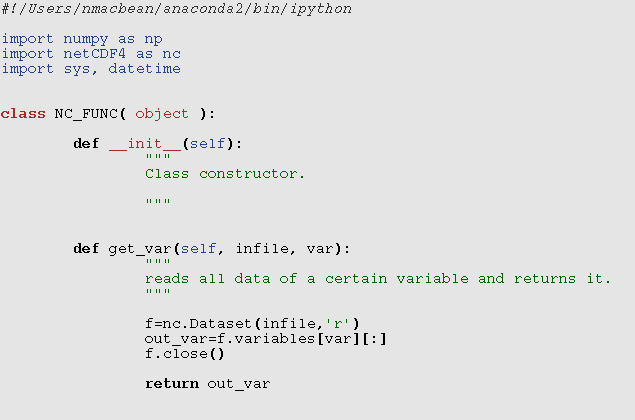 #!/Users/nmacbean/anaconda2/bin/ipython
import numpy as np
import netCDF4 as nc
import sys, datetime
class NC_FUNC( object ):
def __init__(self):
"""
Class constructor.
"""
def get_var(self, infile, var):
"""
reads all data of a certain variable and returns it.
"""
f=nc.Dataset(infile,'r')
out_var=f.variables[var][:]
f.close()
return out_var